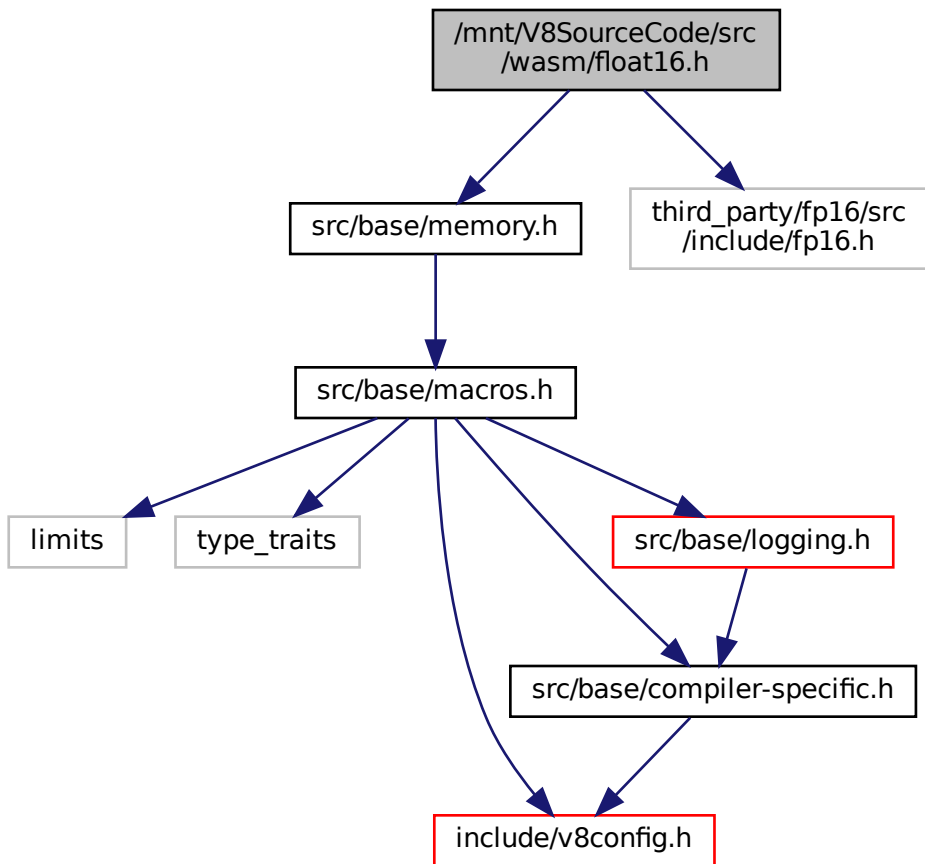 /mnt/V8SourceCode/src
/wasm/float16.h
src/base/memory.h
third_party/fp16/src
/include/fp16.h
src/base/macros.h
limits
type_traits
src/base/logging.h
src/base/compiler-specific.h
include/v8config.h